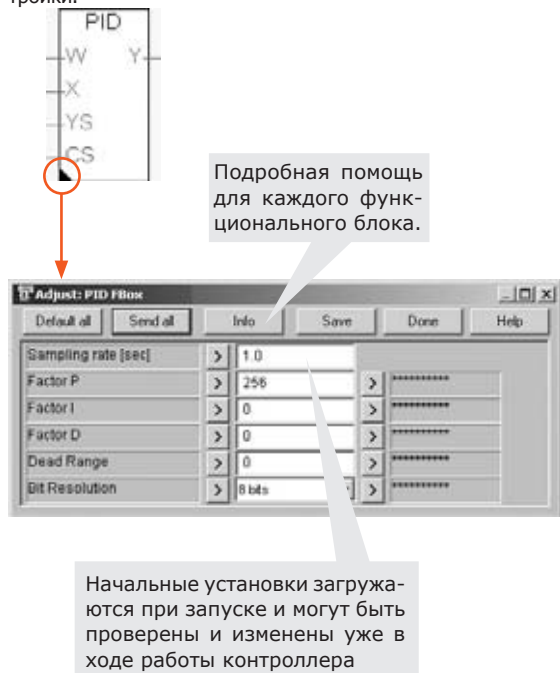 тройки.
PID
W Y
X
YS
CS
Подробная помощь
для каждого функ-
ционального блока.
Adjust: PID FBox
Default all Send all Info Save Done Help
Sampling rate [sec] > 1.0
Factor P > 256 > **********
Factor I > 0 > **********
Factor D > 0 > **********
Dead Range > 0 > **********
Bit Resolution > 8 bits > **********
Начальные установки загружа-
ются при запуске и могут быть
проверены и изменены уже в
ходе работы контроллера